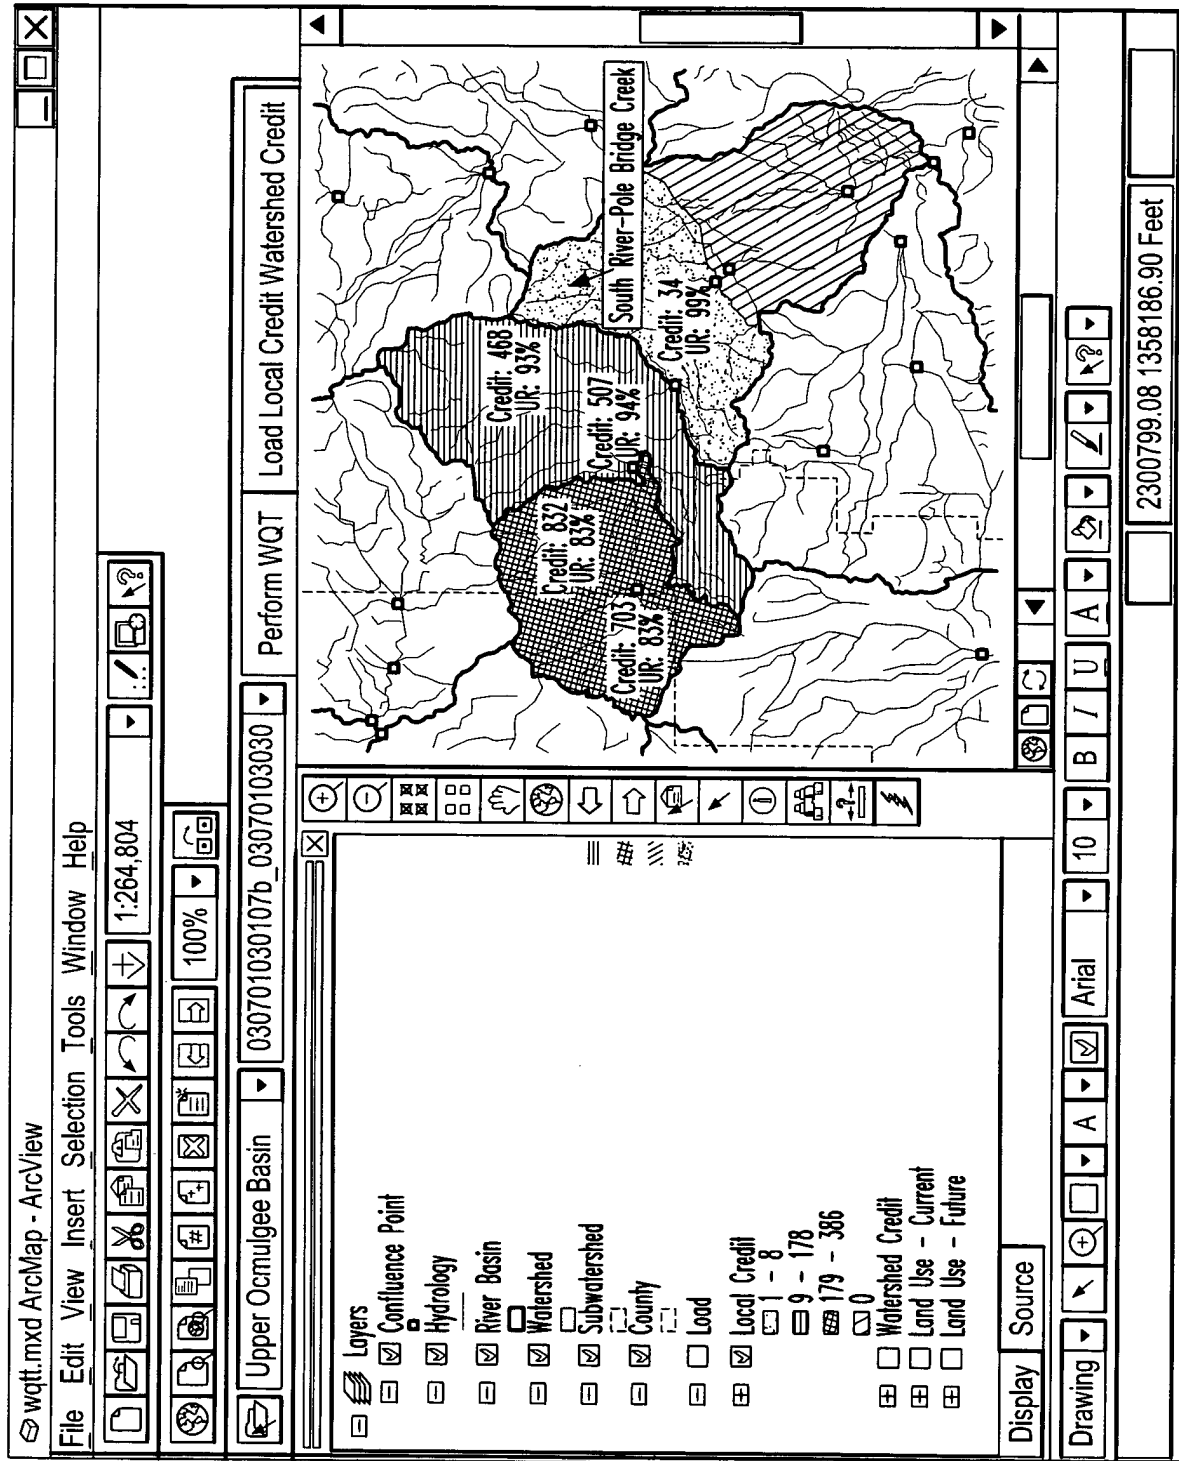 wqtt.mxd ArcMap - ArcView
File Edit View Insert Selection Tools Window Help
1:264,804
100%
Upper Ocmulgee Basin
030701030107b_0307010303030
Perform WQT
Load Local Credit Watershed Credit
Layers
Confluence Point
Hydrology
River Basin
Watershed
Subwatershed
County
Load
Local Credit
1 - 8
9 - 178
179 - 386
0
Watershed Credit
Land Use - Current
Land Use - Future
Display
Source
Credit: 468
UR: 93%
Credit: 507
UR: 94%
Credit: 832
UR: 83%
Credit: 703
UR: 83%
Credit: 34
UR: 99%
South River-Pole Bridge Creek
Drawing
A
Arial
10
B I U A
2300799.08 1358186.90 Feet